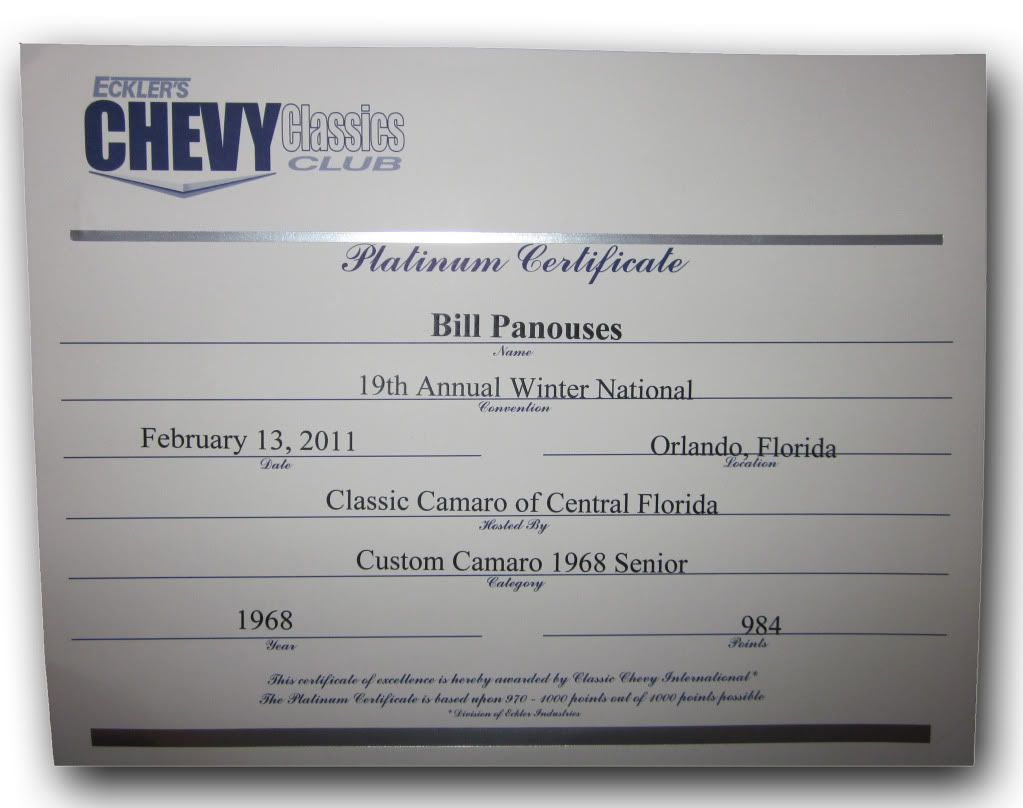 ECKLER'S
CHEVY Classics
CLUB
Platinum Certificate
Bill Panouses
Name
19th Annual Winter National
Convention
February 13, 2011 Orlando, Florida
Date Location
Classic Camaro of Central Florida
Hosted By
Custom Camaro 1968 Senior
Category
1968 984
Year Points
This certificate of excellence is hereby awarded by Classic Chevy International*
The Platinum Certificate is based upon 970 - 1000 points out of 1000 points possible
*Division of Eckler Industries